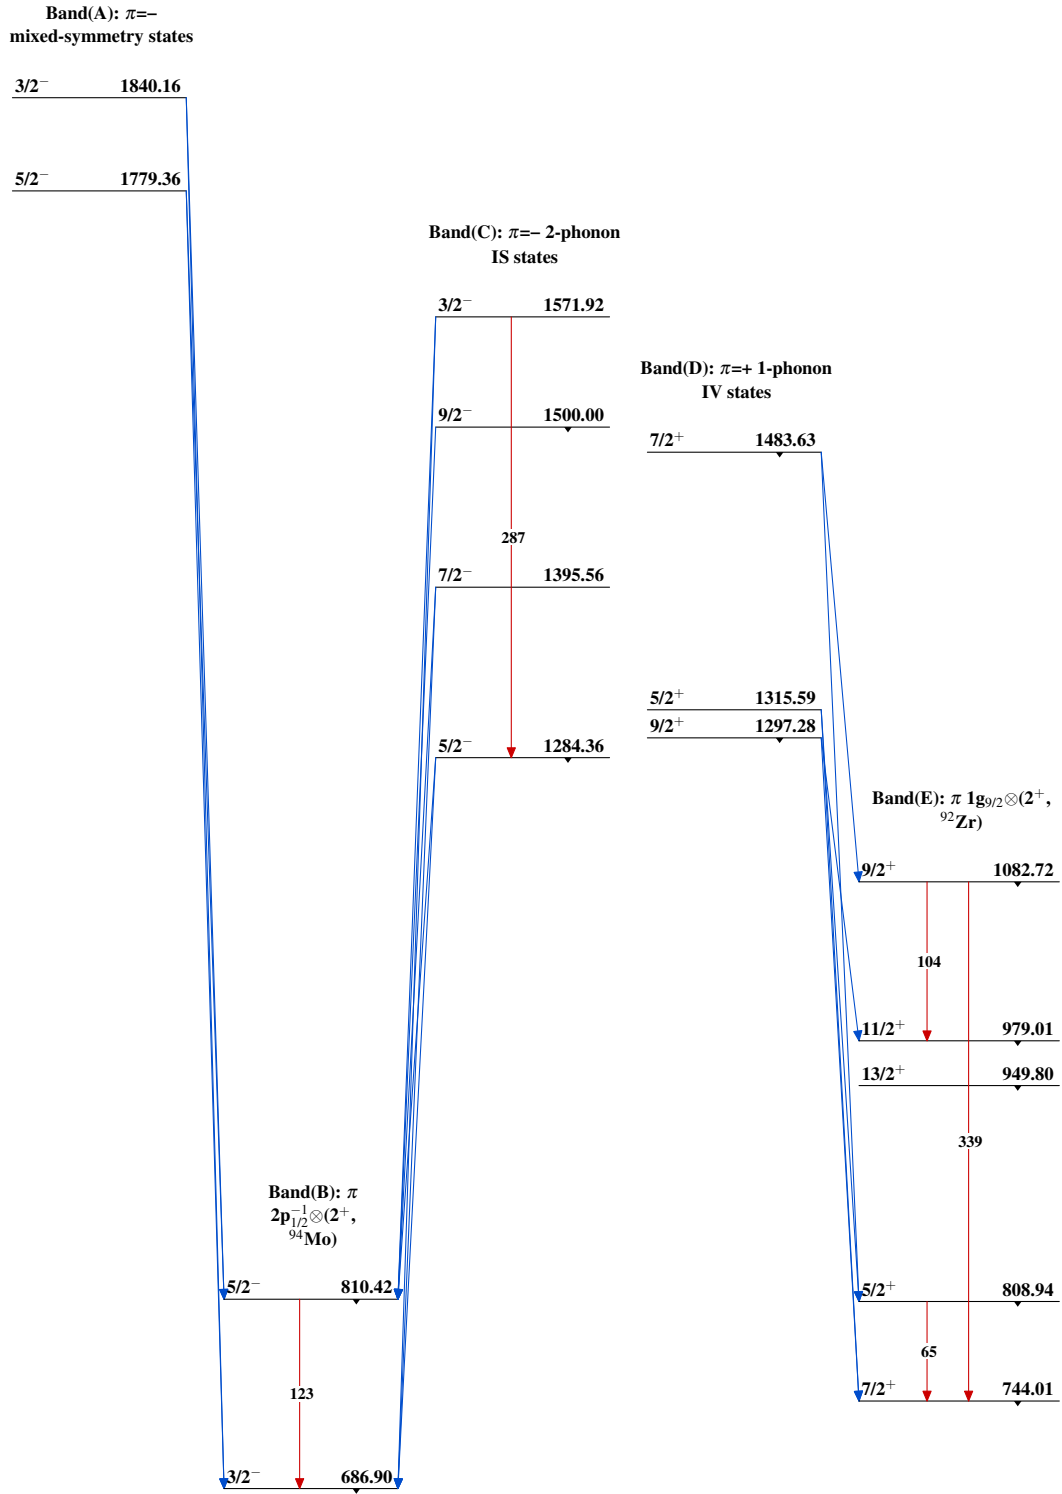 Band(A): π=−
mixed-symmetry states
3/2⁻ 1840.16
5/2⁻ 1779.36
Band(C): π=− 2-phonon
IS states
3/2⁻ 1571.92
9/2⁻ 1500.00
287
7/2⁻ 1395.56
5/2⁻ 1284.36
Band(D): π=+ 1-phonon
IV states
7/2⁺ 1483.63
5/2⁺ 1315.59
9/2⁺ 1297.28
Band(E): π 1g₉/₂⊗(2⁺,
⁹²Zr)
9/2⁺ 1082.72
104
11/2⁺ 979.01
13/2⁺ 949.80
339
5/2⁺ 808.94
65
7/2⁺ 744.01
Band(B): π
2p₁/₂⁻¹⊗(2⁺,
⁹⁴Mo)
5/2⁻ 810.42
123
3/2⁻ 686.90